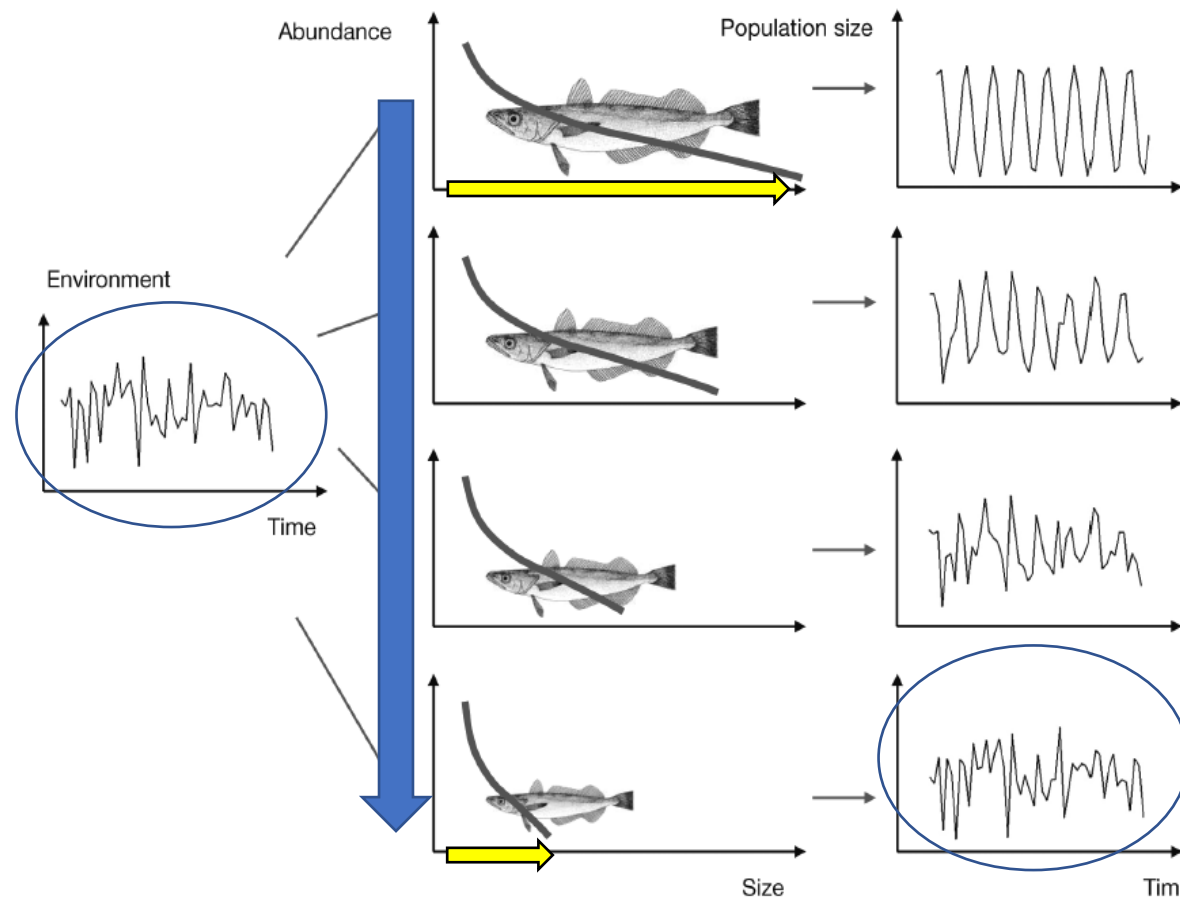 Abundance
Population size
Environment
Time
Size
Tim